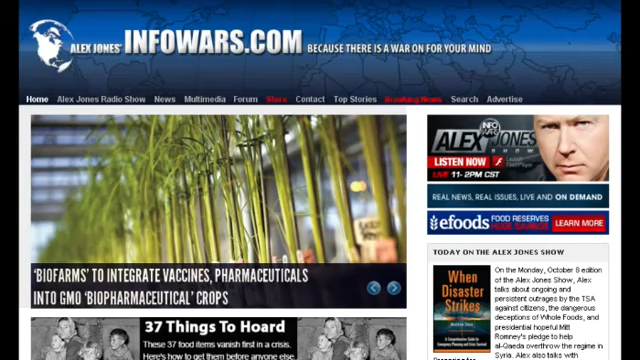 ALEX JONES' INFOWARS.COM BECAUSE THERE IS A WAR ON FOR YOUR MIND
Home Alex Jones Radio Show News Multimedia Forum Store Contact Top Stories Breaking News Search Advertise
INFO WARS
ALEX JONES
SHOW
LISTEN NOW
LIVE 11- 2PM CST
REAL NEWS, REAL ISSUES, LIVE AND ON DEMAND
efoods FOOD RESERVES
HUGE SAVINGS
LEARN MORE
'BIOFARMS' TO INTEGRATE VACCINES, PHARMACEUTICALS
INTO GMO 'BIOPHARMACEUTICAL' CROPS
TODAY ON THE ALEX JONES SHOW
When
Disaster
Strikes
On the Monday, October 8 edition
of the Alex Jones Show, Alex
talks about ongoing and
persistent outrages by the TSA
against citizens, the dangerous
deceptions of Whole Foods, and
presidential hopeful Mitt
Romney's pledge to help
al-Qaeda overthrow the regime in
Syria. Alex also talks with
37 Things To Hoard
These 37 food items vanish first in a crisis.
Here's how to get them before anyone else.